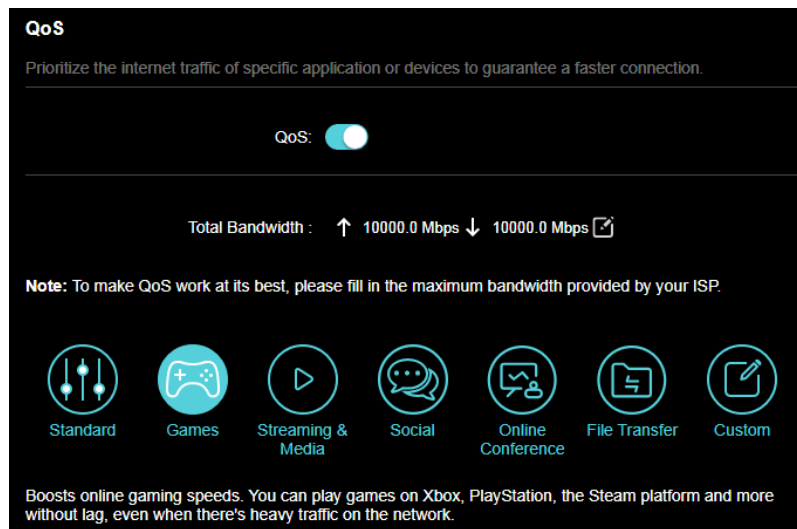 QoS
Prioritize the internet traffic of specific application or devices to guarantee a faster connection.
QoS:
Total Bandwidth : ↑ 10000.0 Mbps ↓ 10000.0 Mbps
Note: To make QoS work at its best, please fill in the maximum bandwidth provided by your ISP.
Standard Games Streaming & Social Online File Transfer Custom
Media Conference
Boosts online gaming speeds. You can play games on Xbox, PlayStation, the Steam platform and more
without lag, even when there's heavy traffic on the network.